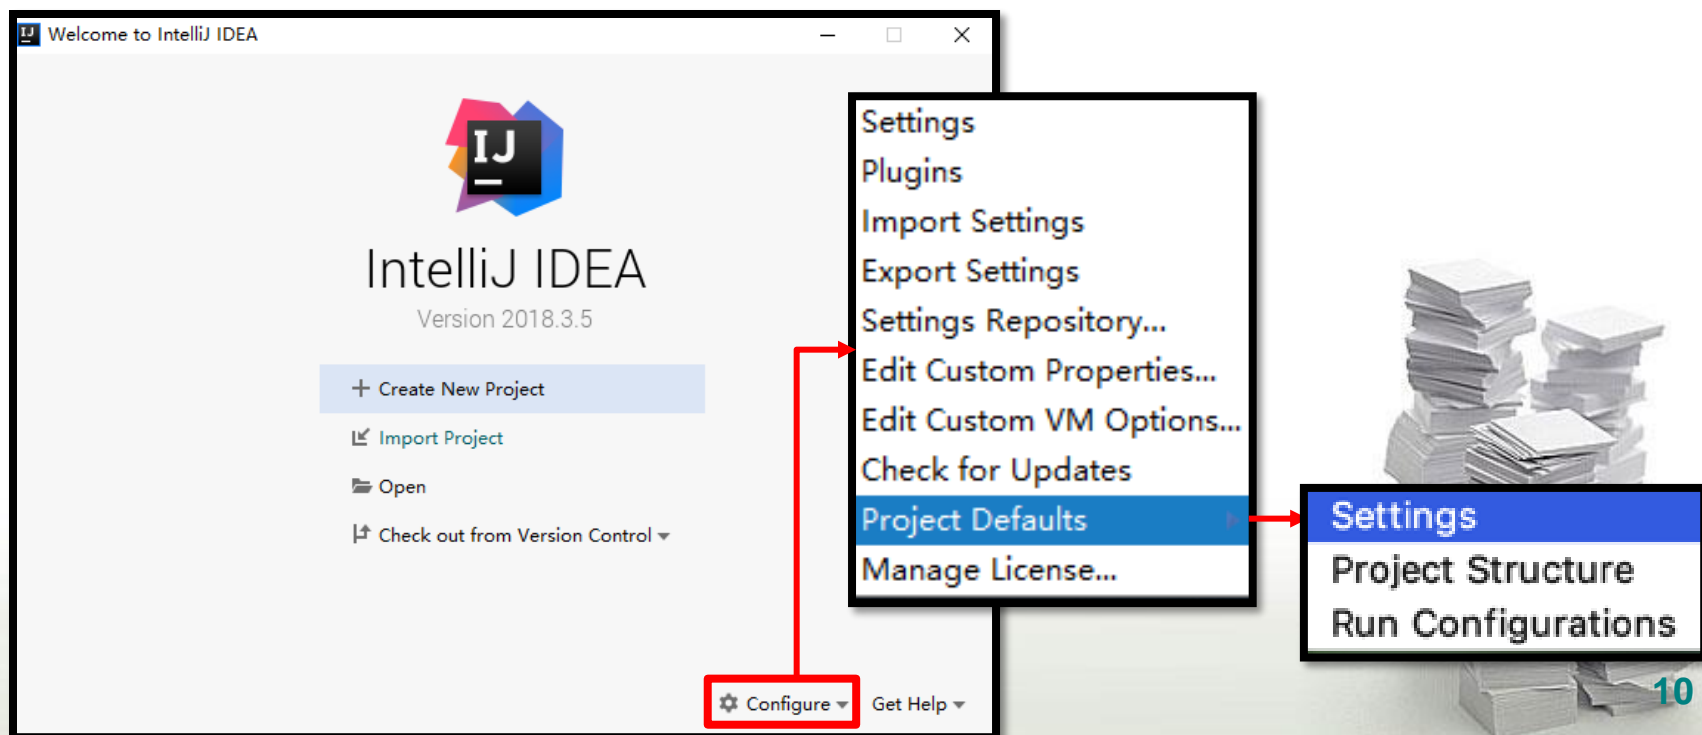 Welcome to IntelliJ IDEA
IJ
IntelliJ IDEA
Version 2018.3.5
Create New Project
Import Project
Open
Check out from Version Control
Configure
Get Help
Settings
Plugins
Import Settings
Export Settings
Settings Repository...
Edit Custom Properties...
Edit Custom VM Options...
Check for Updates
Project Defaults
Manage License...
Settings
Project Structure
Run Configurations
10